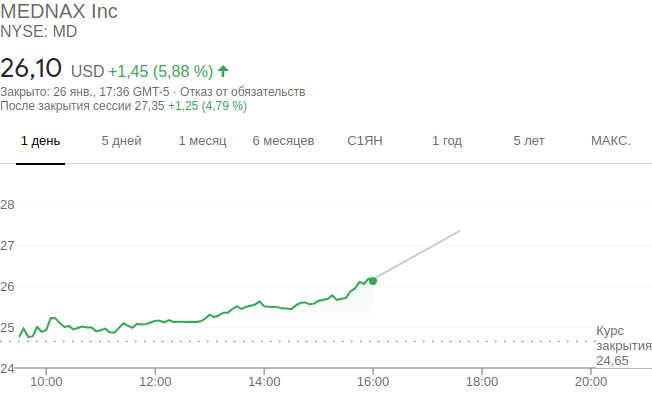 MEDNAX Inc
NYSE: MD
26,10 USD +1,45 (5,88 %)
Закрыто: 26 янв., 17:36 GMT-5 · Отказ от обязательств
После закрытия сессии 27,35 +1,25 (4,79 %)
1 день 5 дней 1 месяц 6 месяцев С1ЯН 1 год 5 лет МАКС.
28
27
26
25
24
Курс
закрытия
24,65
10:00 12:00 14:00 16:00 18:00 20:00